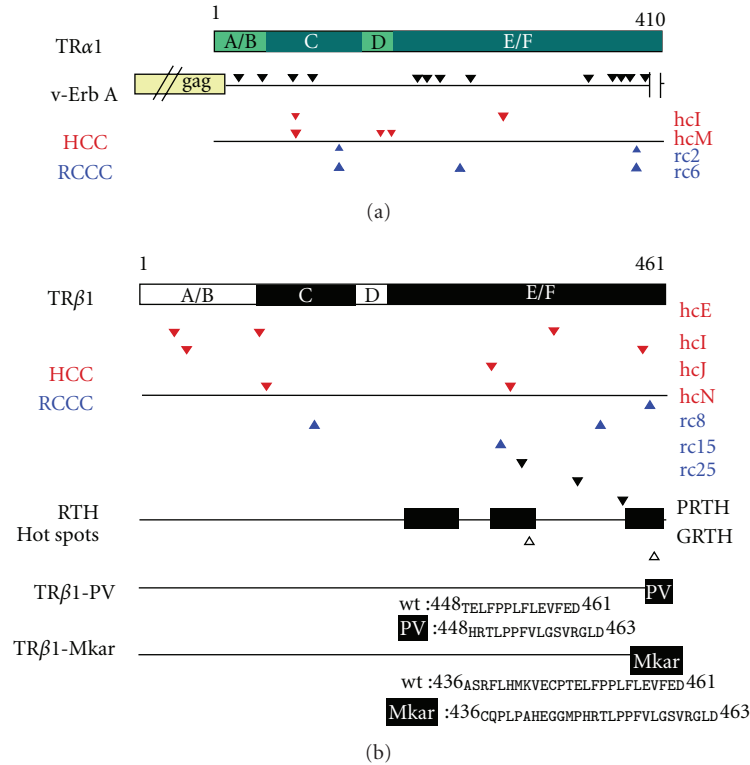 1 410
TRα1 A/B C D E/F
v-Erb A gag
hcI
HCC hcM
rc2
RCCC rc6
(a)
1 461
TRβ1 A/B C D E/F
hcE
hcI
HCC hcJ
hcN
RCCC rc8
rc15
rc25
RTH PRTH
Hot spots GRTH
TRβ1-PV PV
wt :448TELFPPLFLEVFED461
PV :448HRTLPPFVLGSVRGLD463
TRβ1-Mkar Mkar
wt :436ASRFLHMKVECPTELFPPLFLEVFED461
Mkar :436CQPLPAHEGGMPHRTLPPFVLGSVRGLD463
(b)